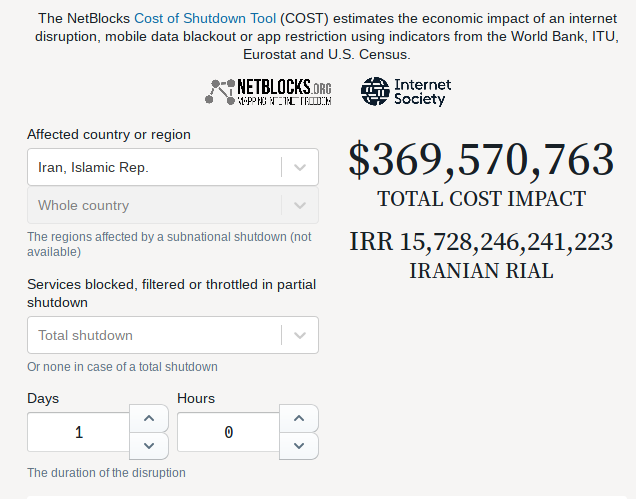 The NetBlocks Cost of Shutdown Tool (COST) estimates the economic impact of an internet
disruption, mobile data blackout or app restriction using indicators from the World Bank, ITU,
Eurostat and U.S. Census.
NETBLOCKS.ORG
MAPPING INTERNET FREEDOM
Internet
Society
Affected country or region
Iran, Islamic Rep.
Whole country
The regions affected by a subnational shutdown (not
available)
Services blocked, filtered or throttled in partial
shutdown
Total shutdown
Or none in case of a total shutdown
Days
Hours
1
0
The duration of the disruption
$369,570,763
TOTAL COST IMPACT
IRR 15,728,246,241,223
IRANIAN RIAL